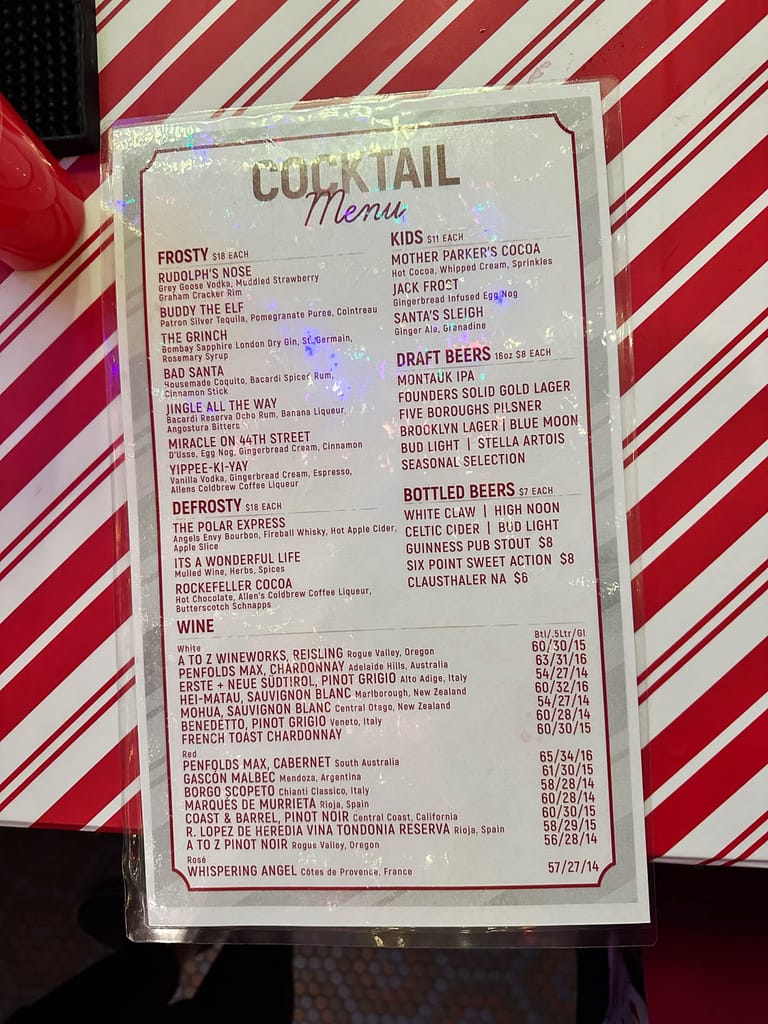 COCKTAIL
Menu
FROSTY $18 EACH
RUDOLPH'S NOSE
Grey Goose Vodka, Muddled Strawberry
Graham Cracker Rim
BUDDY THE ELF
Patron Silver Tequila, Pomegranate Puree, Cointreau
THE GRINCH
Bombay Sapphire London Dry Gin, St. Germain,
Rosemary Syrup
BAD SANTA
Housemade Coquito, Bacardi Spiced Rum,
Cinnamon Stick
JINGLE ALL THE WAY
Bacardi Reserva Ocho Rum, Banana Liqueur,
Angostura Bitters
MIRACLE ON 44TH STREET
D'Usse, Egg Nog, Gingerbread Cream, Cinnamon
YIPPEE-KI-YAY
Vanilla Vodka, Gingerbread Cream, Espresso,
Allens Coldbrew Coffee Liqueur
DEFROSTY $18 EACH
THE POLAR EXPRESS
Angels Envy Bourbon, Fireball Whisky, Hot Apple Cider,
Apple Slice
ITS A WONDERFUL LIFE
Mulled Wine, Herbs, Spices
ROCKEFELLER COCOA
Hot Chocolate, Allen's Coldbrew Coffee Liqueur,
Butterscotch Schnapps
KIDS $11 EACH
MOTHER PARKER'S COCOA
Hot Cocoa, Whipped Cream, Sprinkles
JACK FROST
Gingerbread Infused Egg Nog
SANTA'S SLEIGH
Ginger Ale, Grenadine
DRAFT BEERS 16oz $8 EACH
MONTAUK IPA
FOUNDERS SOLID GOLD LAGER
FIVE BOROUGHS PILSNER
BROOKLYN LAGER | BLUE MOON
BUD LIGHT | STELLA ARTOIS
SEASONAL SELECTION
BOTTLED BEERS $7 EACH
WHITE CLAW | HIGH NOON
CELTIC CIDER | BUD LIGHT
GUINNESS PUB STOUT $8
SIX POINT SWEET ACTION $8
CLAUSTHALER NA $6
WINE
White Btl/.5Ltr/Gl
A TO Z WINEWORKS, REISLING Rogue Valley, Oregon 60/30/15
PENFOLDS MAX, CHARDONNAY Adelaide Hills, Australia 63/31/16
ERSTE + NEUE SÜDTIROL, PINOT GRIGIO Alto Adige, Italy 54/27/14
HEI-MATAU, SAUVIGNON BLANC Marlborough, New Zealand 60/32/16
MOHUA, SAUVIGNON BLANC Central Otago, New Zealand 54/27/14
BENEDETTO, PINOT GRIGIO Veneto, Italy 60/28/14
FRENCH TOAST CHARDONNAY 60/30/15
Red
PENFOLDS MAX, CABERNET South Australia 65/34/16
GASCÓN MALBEC Mendoza, Argentina 61/30/15
BORGO SCOPETO Chianti Classico, Italy 58/28/14
MARQUÉS DE MURRIETA Rioja, Spain 60/28/14
COAST & BARREL, PINOT NOIR Central Coast, California 60/30/15
R. LOPEZ DE HEREDIA VINA TONDONIA RESERVA Rioja, Spain 58/29/15
A TO Z PINOT NOIR Rogue Valley, Oregon 56/28/14
Rosé
WHISPERING ANGEL Côtes de Provence, France 57/27/14